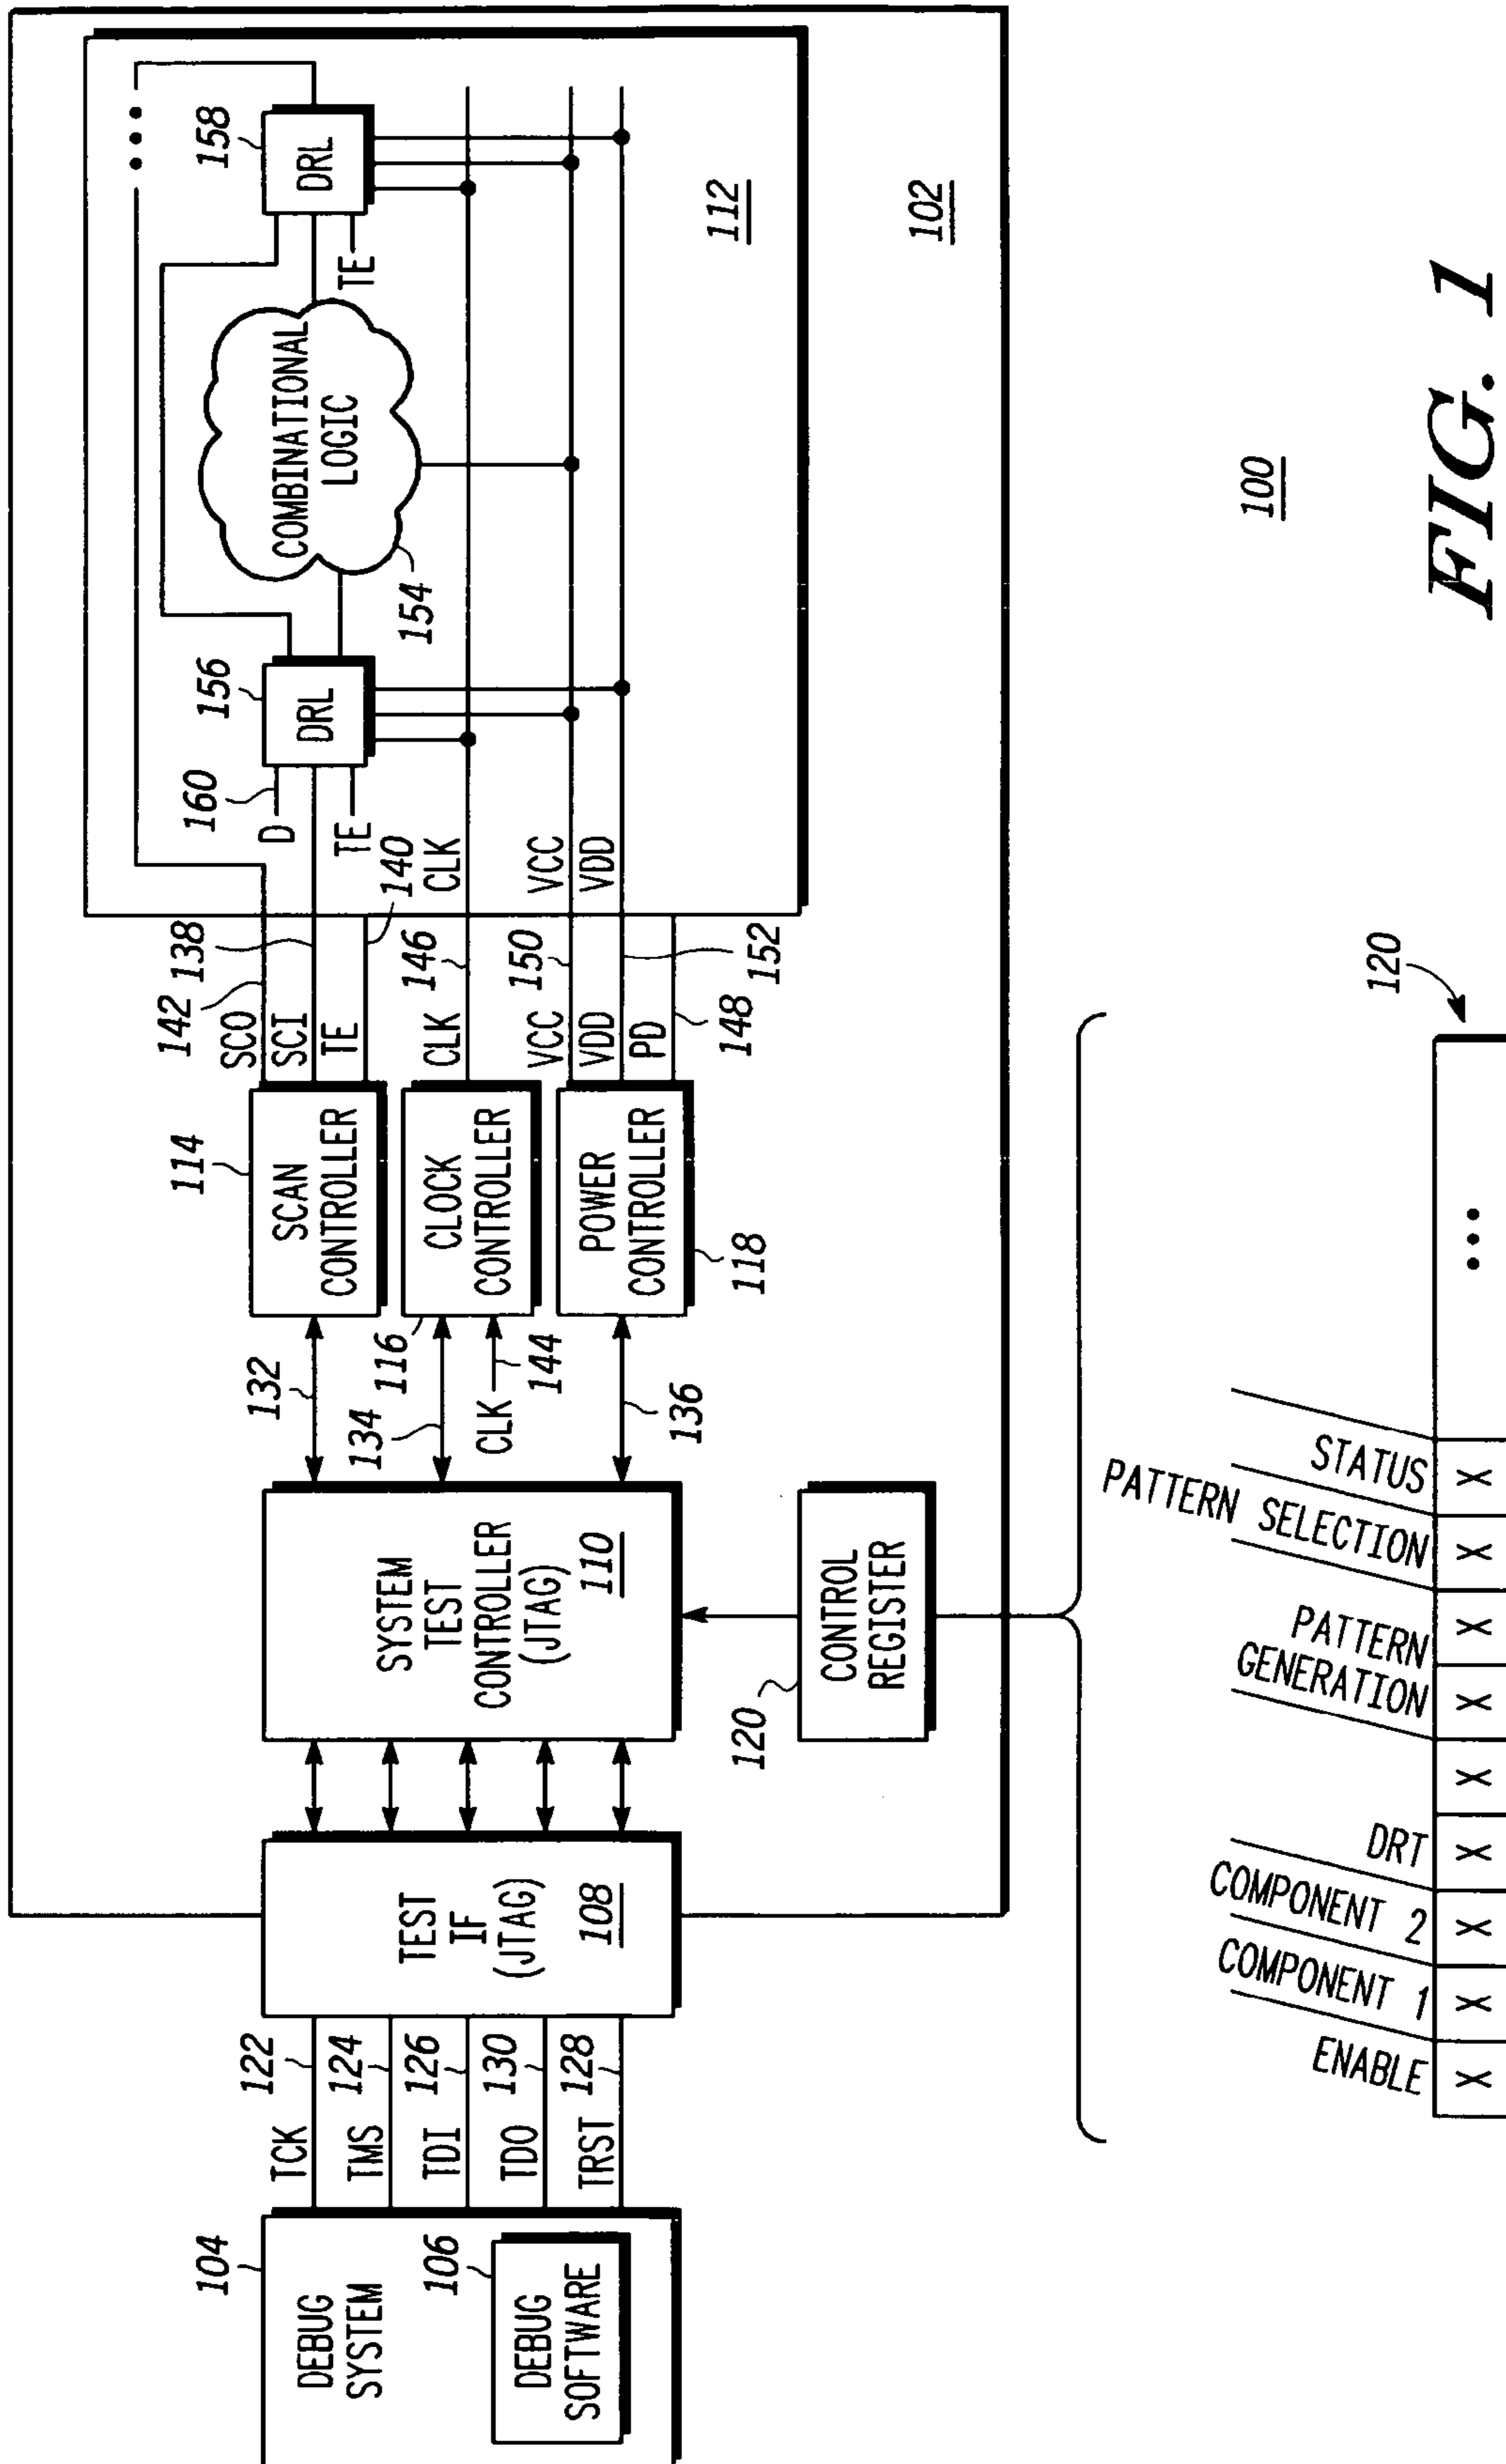 104
DEBUG
SYSTEM
106
DEBUG
SOFTWARE
TCK
122
TMS
124
TDI
126
TDO
130
TRST
128
TEST
IF
(JTAG)
108
SYSTEM
TEST
CONTROLLER
(JTAG)
110
120
CONTROL
REGISTER
132
134
116
CLK
144
136
114
SCAN
CONTROLLER
CLOCK
CONTROLLER
POWER
CONTROLLER
118
142
SCO
138
SCI
TE
140
CLK
146
CLK
VCC
150
VCC
VDD
152
VDD
PD
148
160
D
TE
156
DRL
COMBINATIONAL
LOGIC
154
TE
158
DRL
•••
112
102
ENABLE
COMPONENT 1
COMPONENT 2
DRT
PATTERN
GENERATION
PATTERN SELECTION
STATUS
X X X X X X X X X •••
120
100
FIG. 1